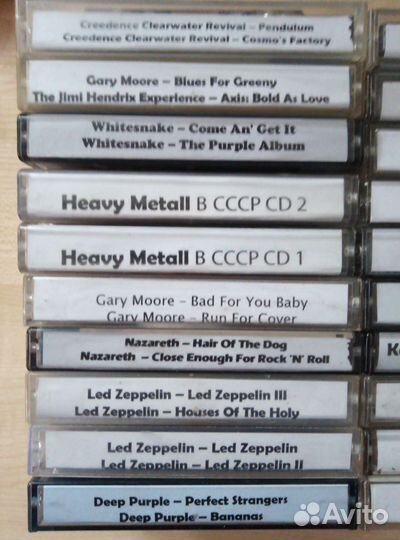 Creedence Clearwater Revival – Pendulum
Creedence Clearwater Revival – Cosmo's Factory
Gary Moore – Blues For Greeny
The Jimi Hendrix Experience – Axis: Bold As Love
Whitesnake – Come An' Get It
Whitesnake – The Purple Album
Heavy Metall В СССР CD 2
Heavy Metall В СССР CD 1
Gary Moore – Bad For You Baby
Gary Moore – Run For Cover
Nazareth – Hair Of The Dog
Nazareth – Close Enough For Rock 'N' Roll
Led Zeppelin – Led Zeppelin III
Led Zeppelin – Houses Of The Holy
Led Zeppelin – Led Zeppelin
Led Zeppelin – Led Zeppelin II
Deep Purple – Perfect Strangers
Deep Purple – Bananas
Avito